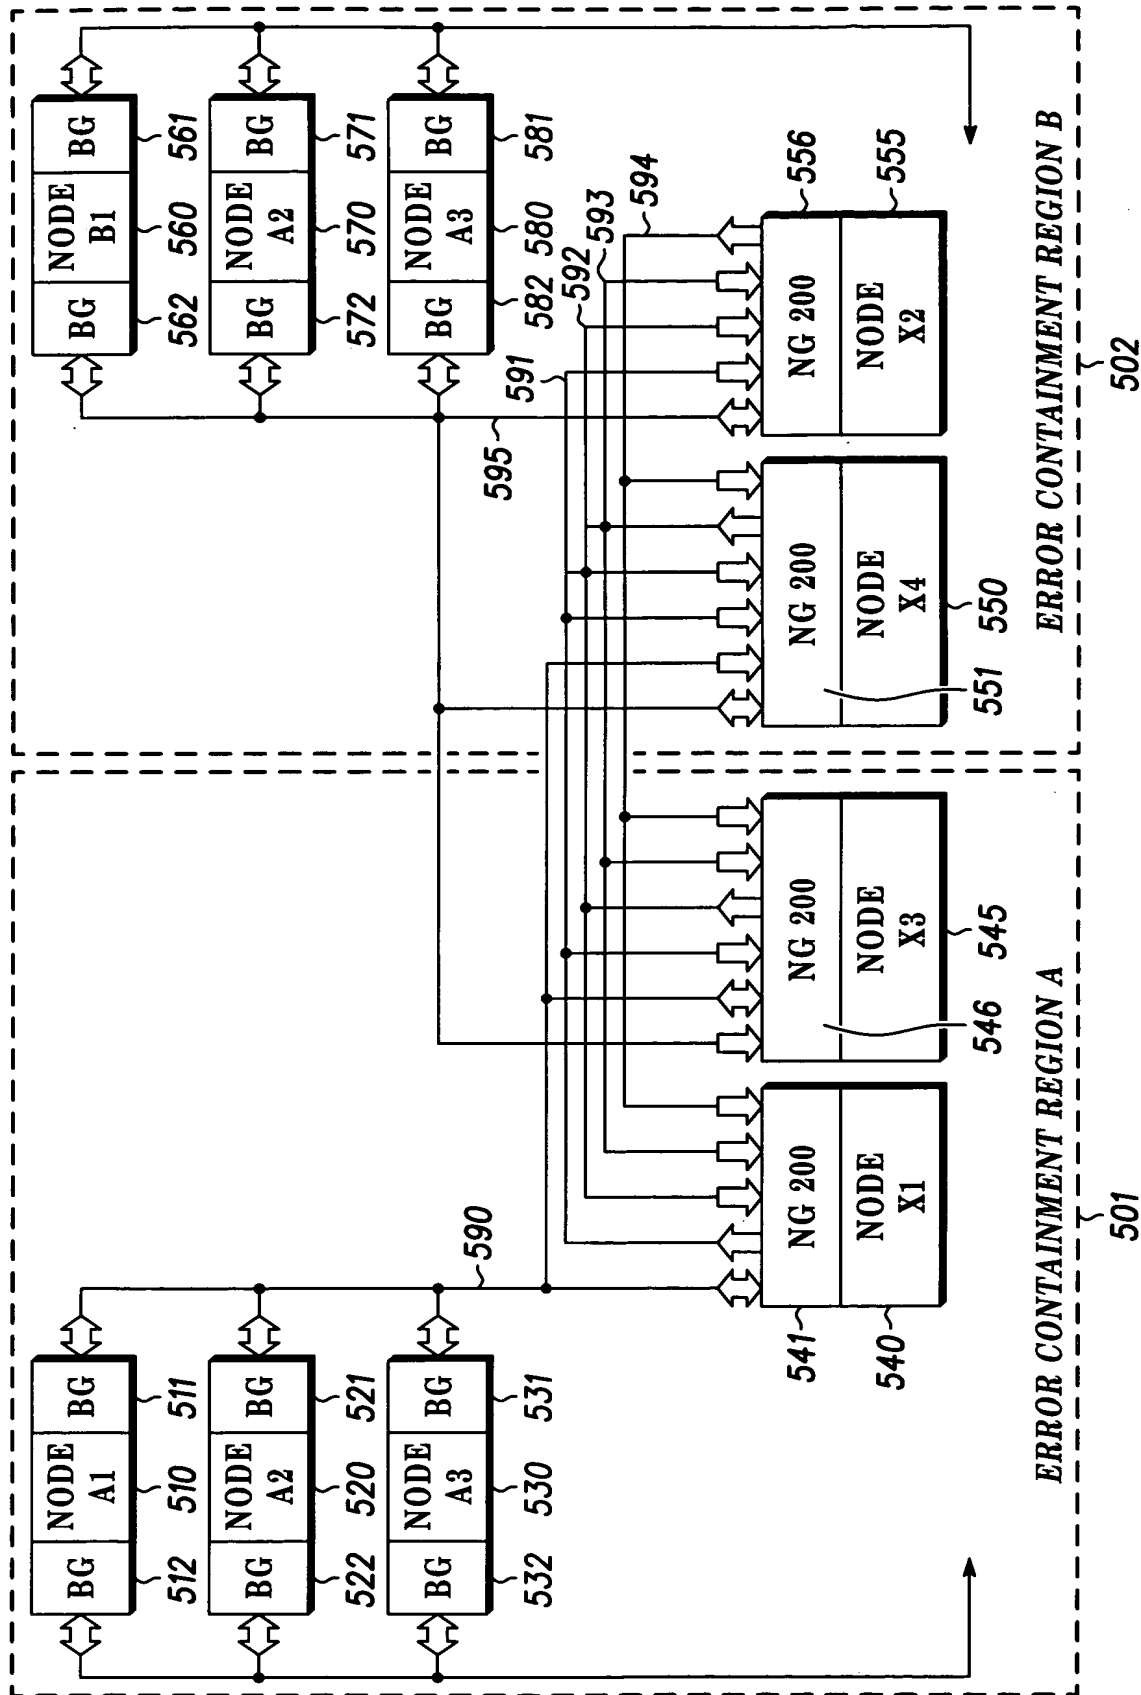 BG
NODE
A1
BG
512
510
511
BG
NODE
A2
BG
522
520
521
BG
NODE
A3
BG
532
530
531
590
BG
NODE
B1
BG
562
560
561
BG
NODE
A2
BG
572
570
571
BG
NODE
A3
BG
582
580
581
595
591
592
593
594
541
NG 200
540
NODE
X1
NG 200
NODE
X3
546
545
NG 200
NODE
X4
551
550
NG 200
556
NODE
X2
555
ERROR CONTAINMENT REGION A
501
ERROR CONTAINMENT REGION B
502